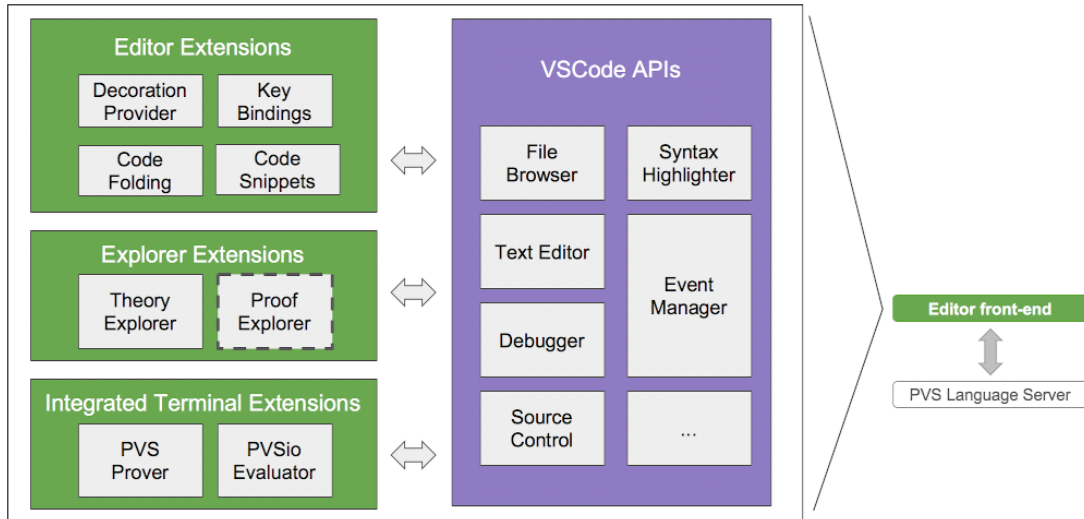 Editor Extensions
Decoration
Provider
Key
Bindings
Code
Folding
Code
Snippets
Explorer Extensions
Theory
Explorer
Proof
Explorer
Integrated Terminal Extensions
PVS
Prover
PVSio
Evaluator
VSCode APIs
File
Browser
Syntax
Highlighter
Text Editor
Event
Manager
Debugger
Source
Control
...
Editor front-end
PVS Language Server